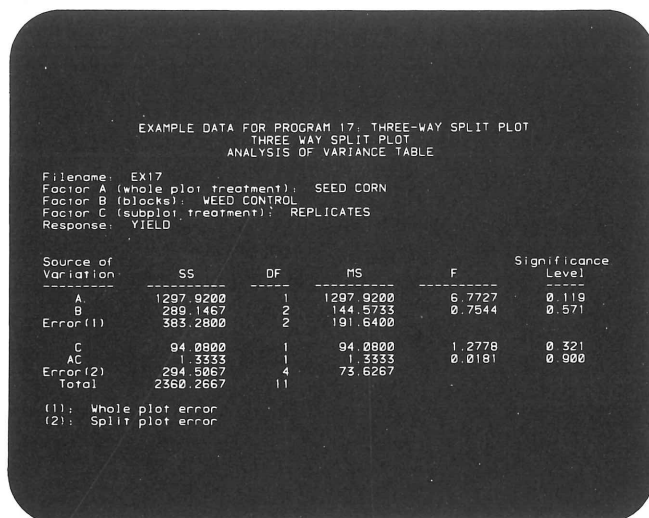 EXAMPLE DATA FOR PROGRAM 17: THREE-WAY SPLIT PLOT
THREE WAY SPLIT PLOT
ANALYSIS OF VARIANCE TABLE
Filename: EX17
Factor A (whole plot treatment): SEED CORN
Factor B (blocks): WEED CONTROL
Factor C (subplot treatment): REPLICATES
Response: YIELD
Source of Significance
Variation SS DF MS F Level
--------- --------- ----- --------- ------- -----
A 1297.9200 1 1297.9200 6.7727 0.119
B 289.1467 2 144.5733 0.7544 0.571
Error(1) 383.2800 2 191.6400
C 94.0800 1 94.0800 1.2778 0.321
AC 1.3333 1 1.3333 0.0181 0.900
Error(2) 294.5067 4 73.6267
Total 2360.2667 11
(1): Whole plot error
(2): Split plot error